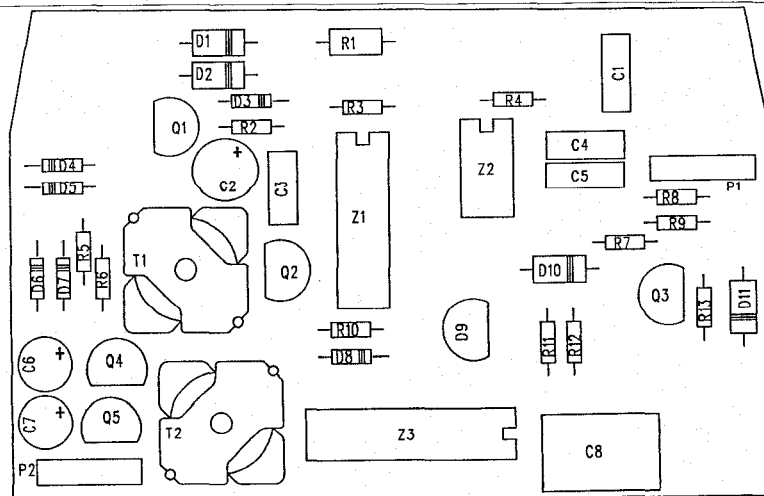 D1
R1
D2
C1
D3
R3
R4
Q1
R2
C4
Z2
D4
C2
C3
C5
P1
D5
R8
Z1
R9
R5
R7
T1
Q2
D10
D6
D7
R6
Q3
R13
D11
R10
D9
R11
R12
C6
Q4
D8
C7
Q5
T2
Z3
C8
P2